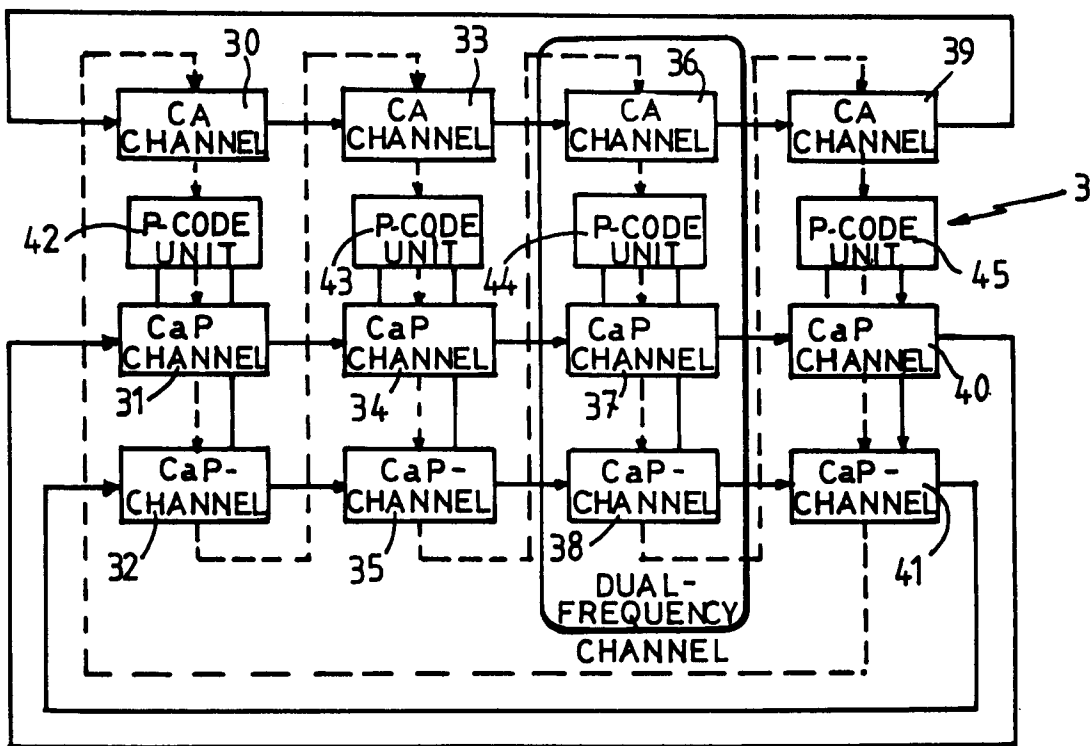 30
33
36
39
CA
CHANNEL
CA
CHANNEL
CA
CHANNEL
CA
CHANNEL
3
42
P-CODE
UNIT
43
P-CODE
UNIT
44
P-CODE
UNIT
P-CODE
UNIT
45
CaP
CHANNEL
CaP
CHANNEL
CaP
CHANNEL
CaP
CHANNEL
31
34
37
40
CaP-
CHANNEL
CaP-
CHANNEL
CaP-
CHANNEL
CaP-
CHANNEL
32
35
38
41
DUAL-
FREQUENCY
CHANNEL